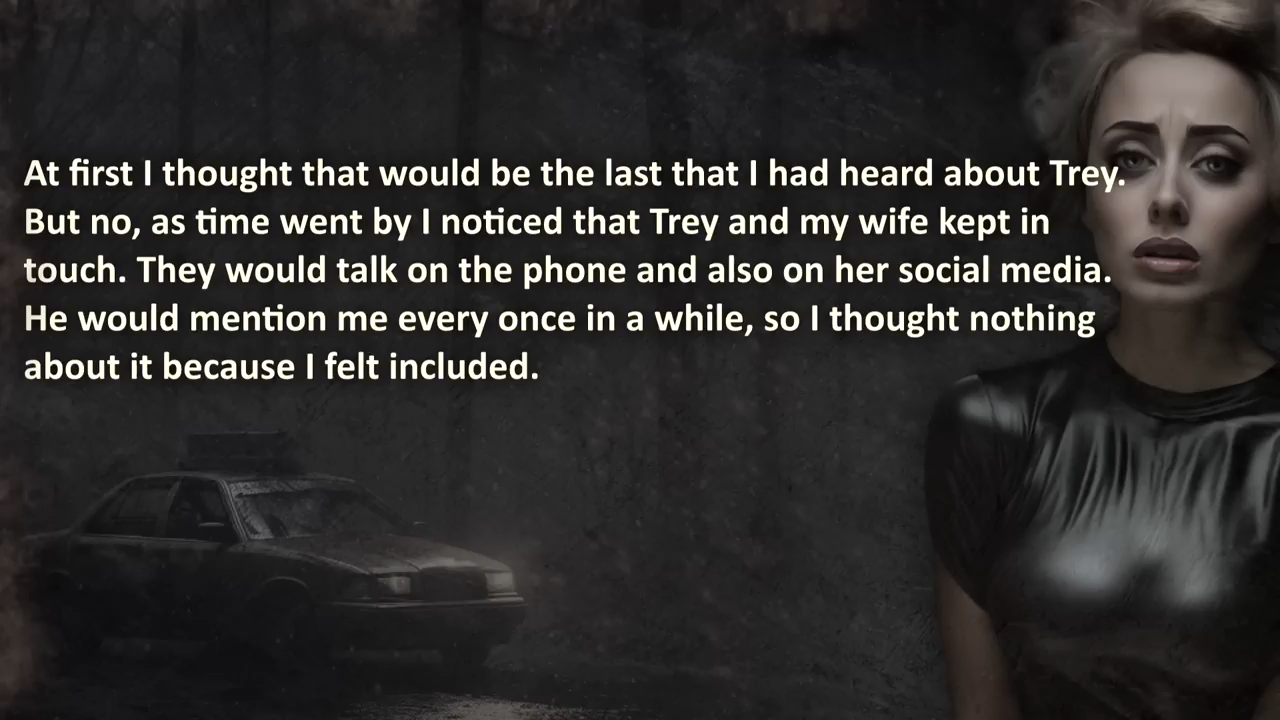 At first I thought that would be the last that I had heard about Trey.
But no, as time went by I noticed that Trey and my wife kept in
touch. They would talk on the phone and also on her social media.
He would mention me every once in a while, so I thought nothing
about it because I felt included.